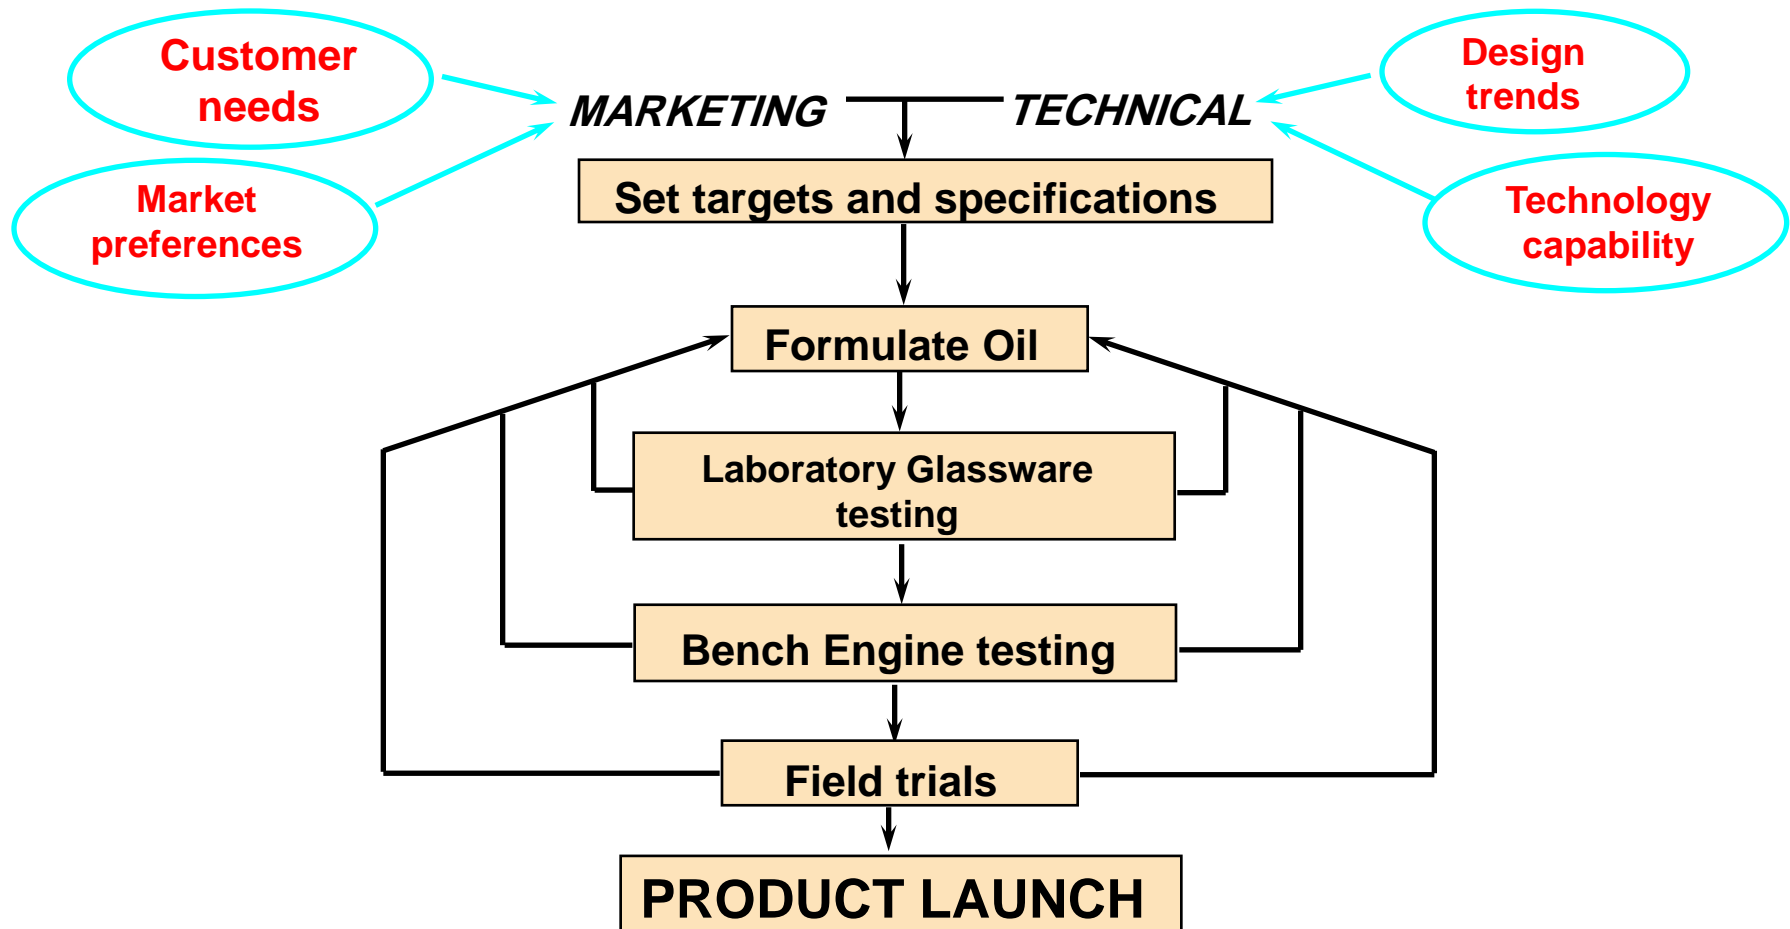 Customer
needs
Design
trends
MARKETING
TECHNICAL
Market
preferences
Set targets and specifications
Technology
capability
Formulate Oil
Laboratory Glassware
testing
Bench Engine testing
Field trials
PRODUCT LAUNCH